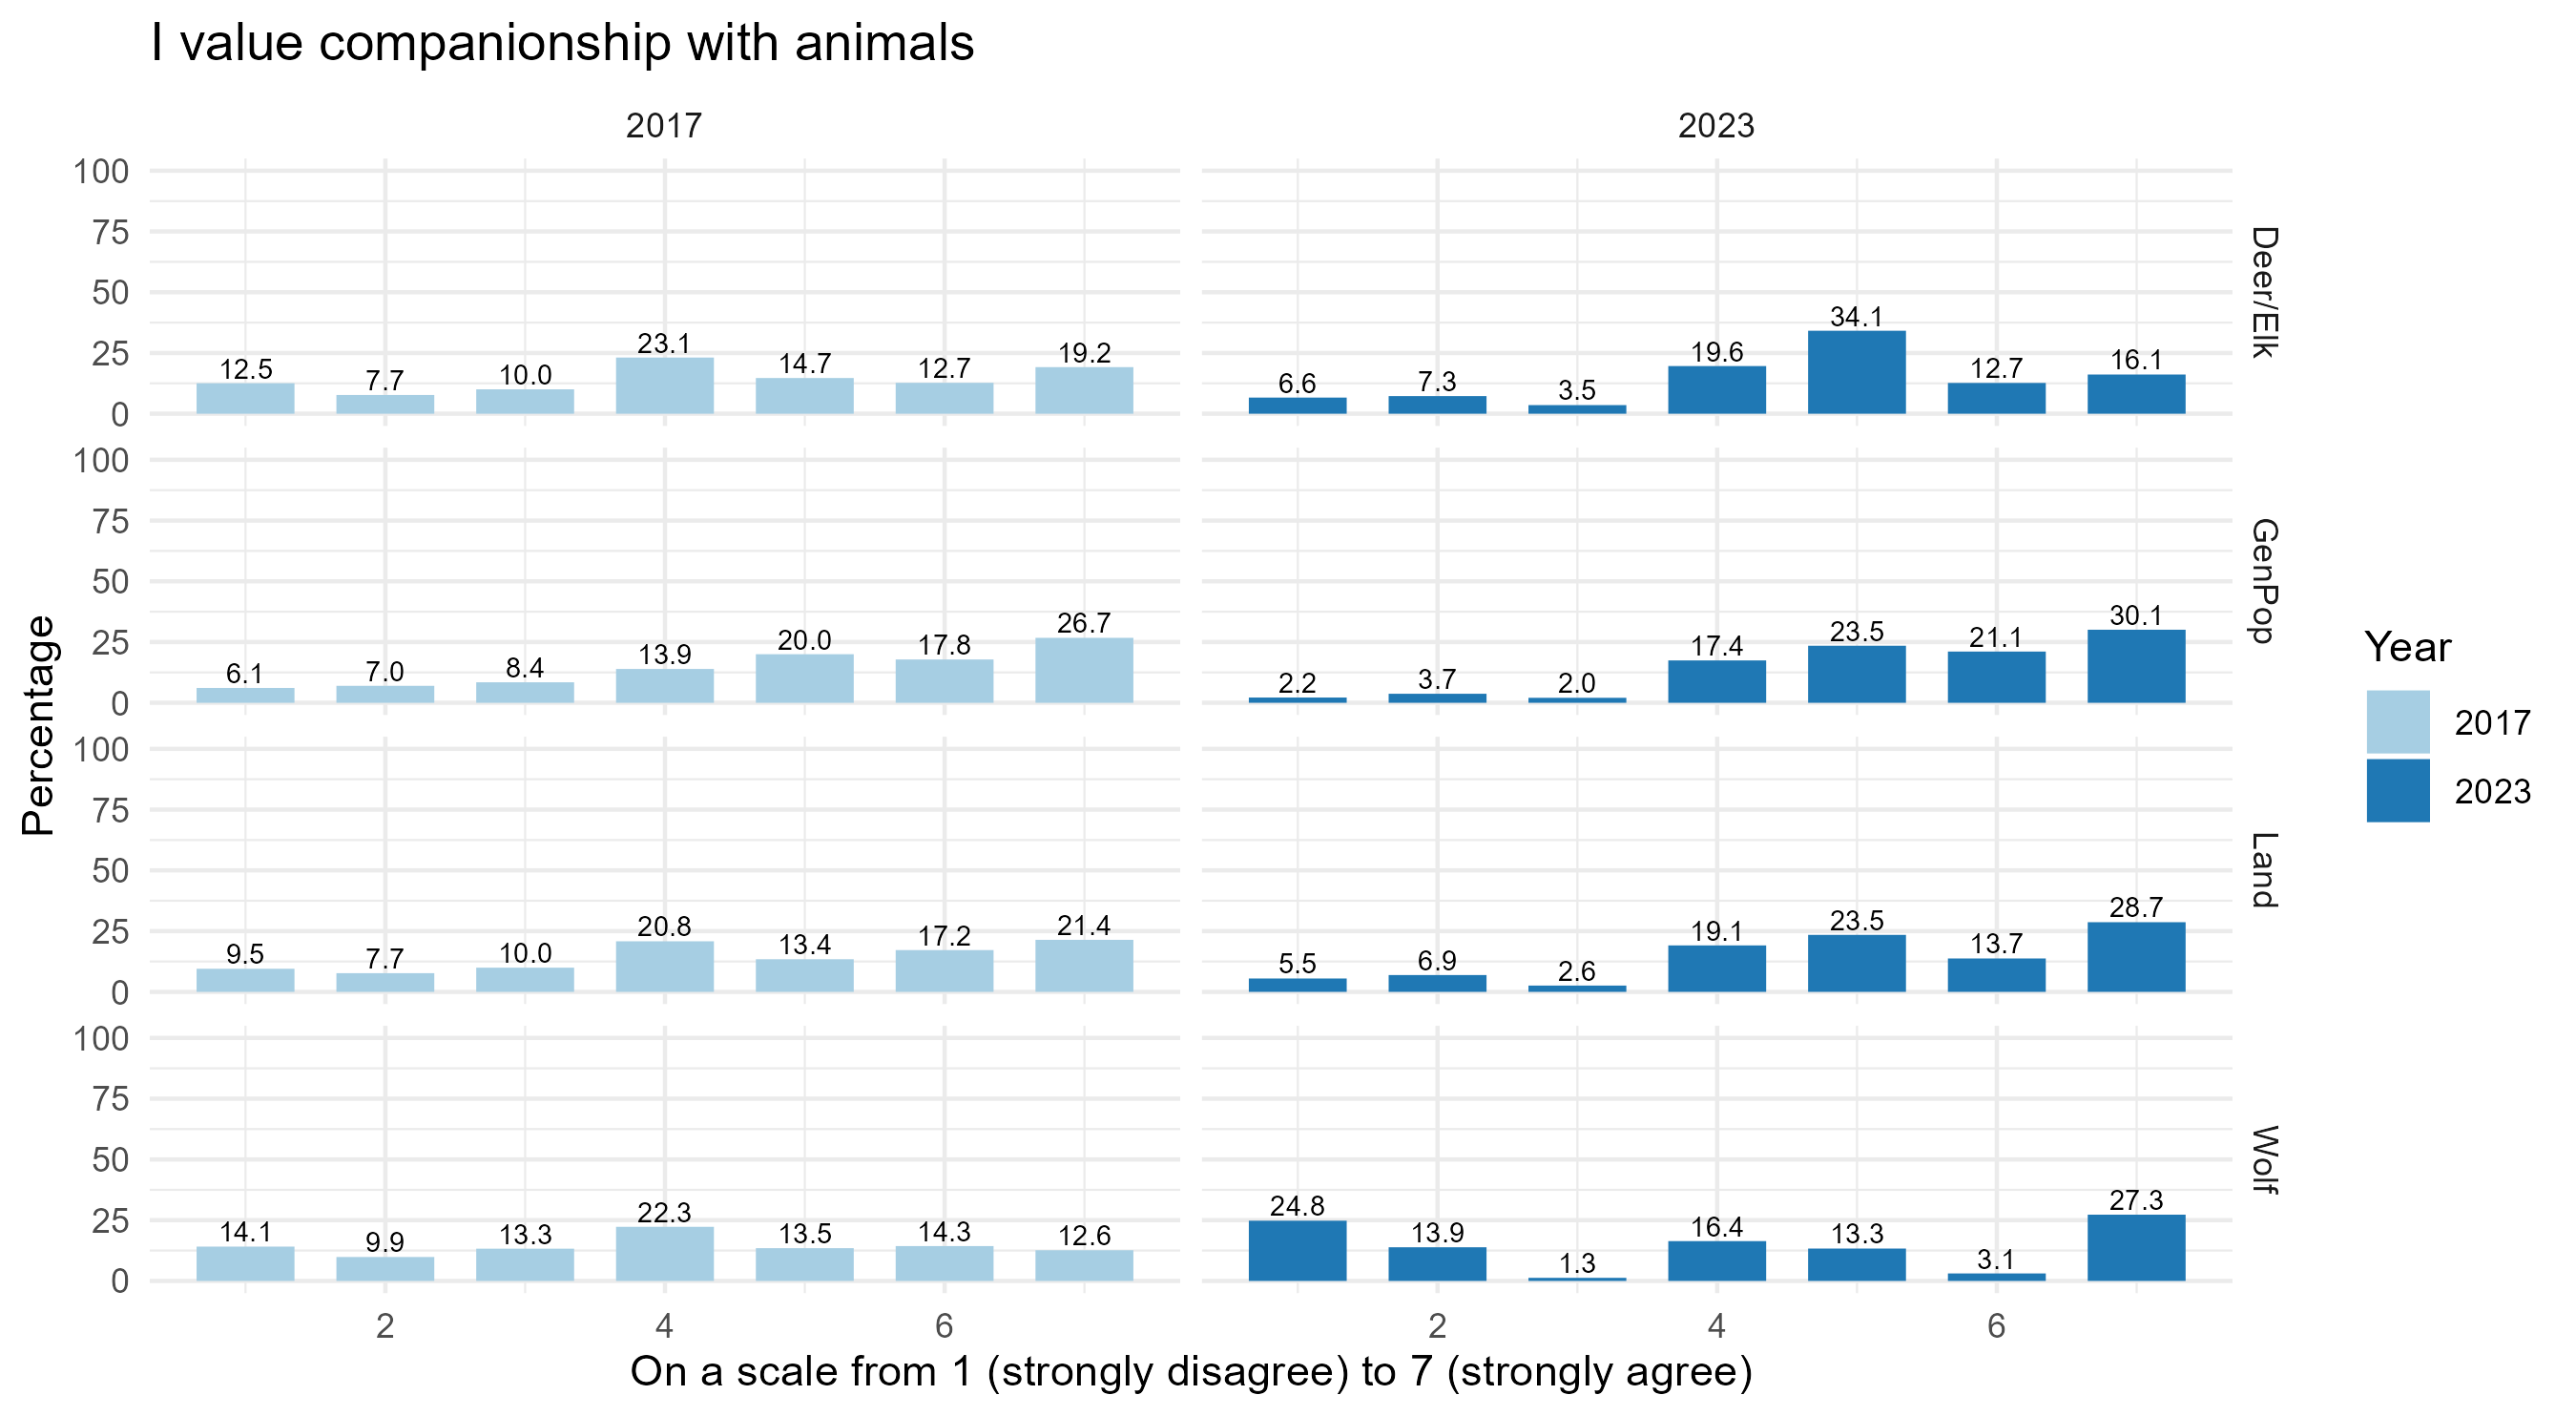 I value companionship with animals
2017 2023
100
75
50
25
0
12.5 7.7 10.0 23.1 14.7 12.7 19.2
6.6 7.3 3.5 19.6 34.1 12.7 16.1
Deer/Elk
100
75
50
25
0
6.1 7.0 8.4 13.9 20.0 17.8 26.7
2.2 3.7 2.0 17.4 23.5 21.1 30.1
GenPop
100
75
50
25
0
9.5 7.7 10.0 20.8 13.4 17.2 21.4
5.5 6.9 2.6 19.1 23.5 13.7 28.7
Land
100
75
50
25
0
14.1 9.9 13.3 22.3 13.5 14.3 12.6
24.8 13.9 1.3 16.4 13.3 3.1 27.3
Wolf
2 4 6 2 4 6
Percentage
On a scale from 1 (strongly disagree) to 7 (strongly agree)
Year
2017
2023